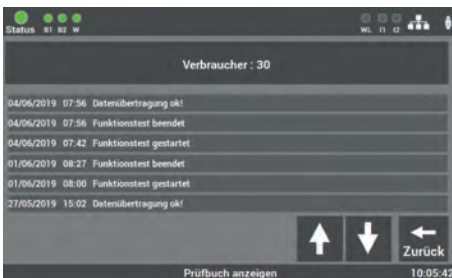 Status B1 B2 W WL I1 I2
Verbraucher : 30
04/06/2019 07:56 Datenübertragung ok!
04/06/2019 07:56 Funktionstest beendet
04/06/2019 07:42 Funktionstest gestartet
01/06/2019 08:27 Funktionstest beendet
01/06/2019 08:00 Funktionstest gestartet
27/05/2019 15:02 Datenübertragung ok!
Zurück
Prüfbuch anzeigen 10:05:42